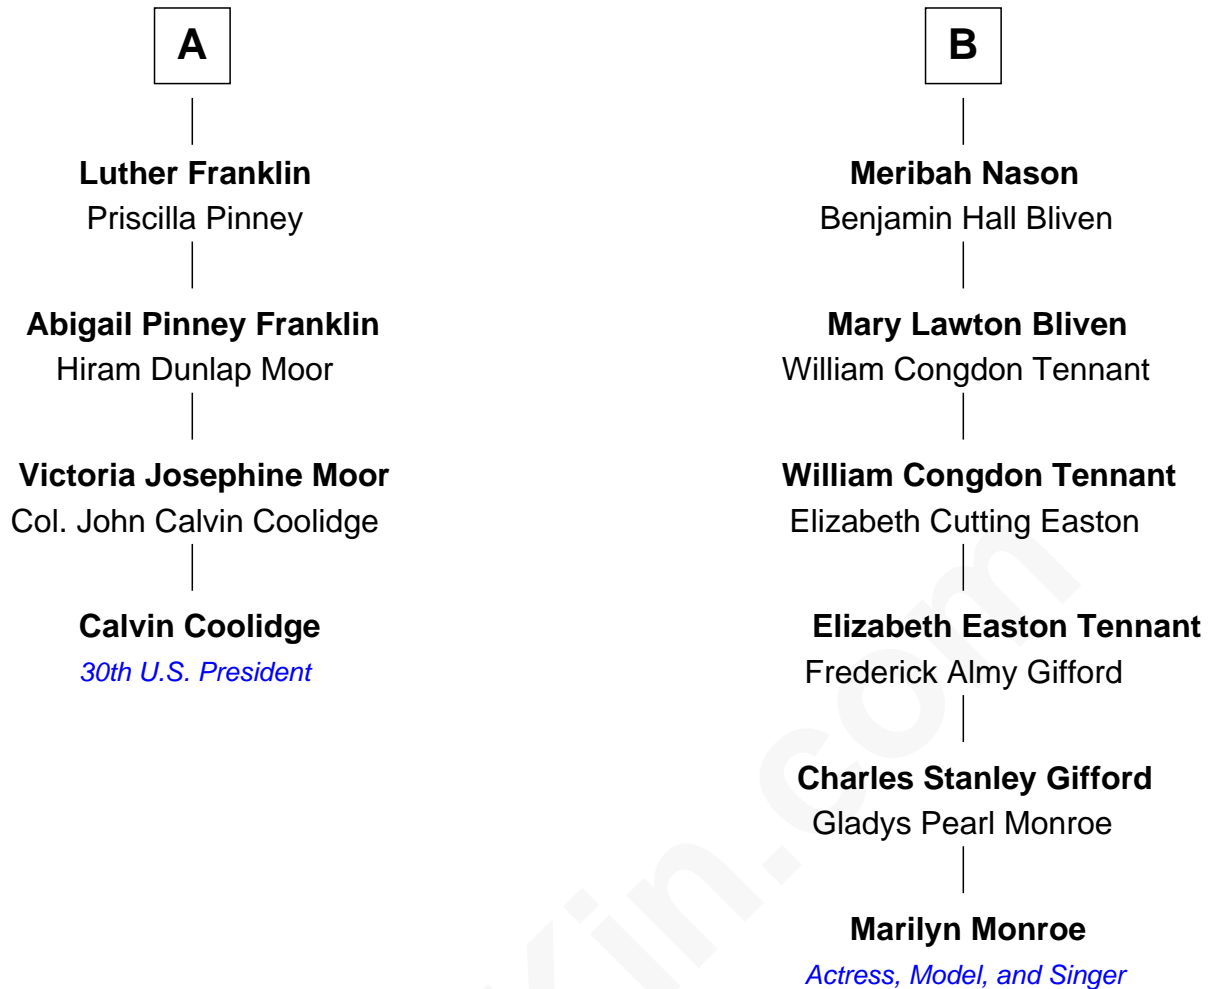 A
Luther Franklin
Priscilla Pinney
Abigail Pinney Franklin
Hiram Dunlap Moor
Victoria Josephine Moor
Col. John Calvin Coolidge
Calvin Coolidge
30th U.S. President
B
Meribah Nason
Benjamin Hall Bliven
Mary Lawton Bliven
William Congdon Tennant
William Congdon Tennant
Elizabeth Cutting Easton
Elizabeth Easton Tennant
Frederick Almy Gifford
Charles Stanley Gifford
Gladys Pearl Monroe
Marilyn Monroe
Actress, Model, and Singer